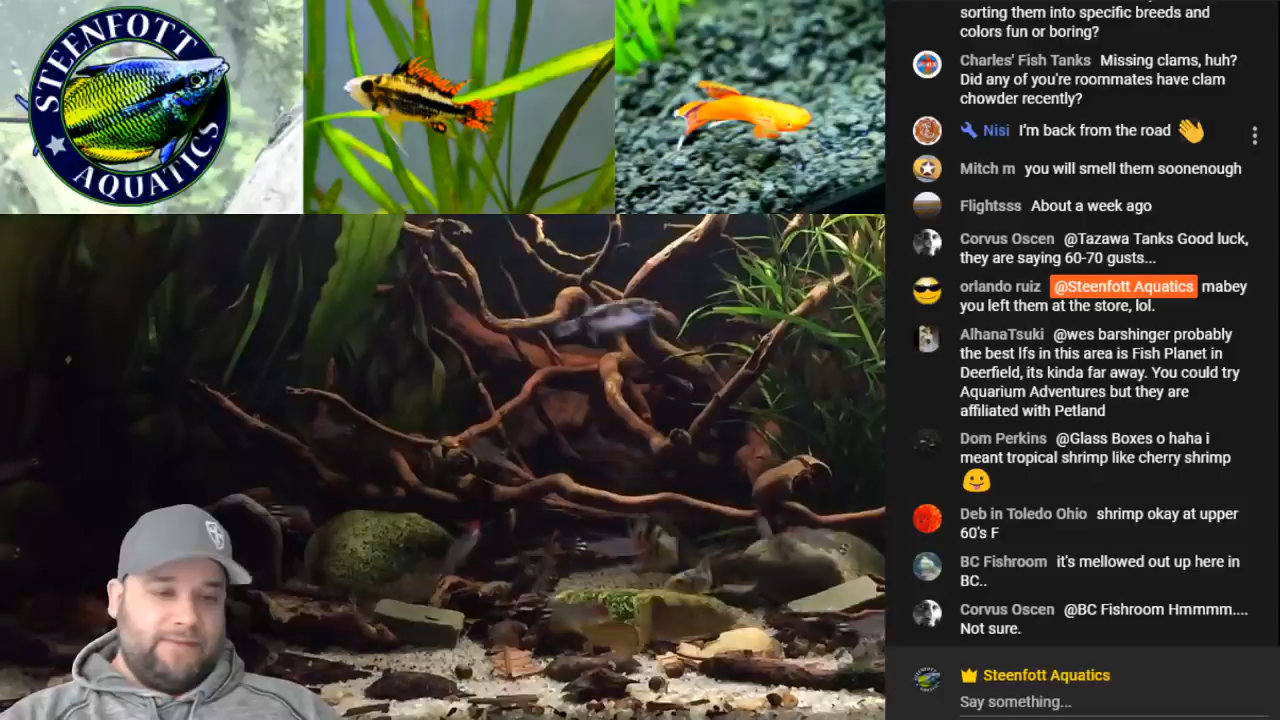 STEENFOTT
AQUATICS
sorting them into specific breeds and
colors fun or boring?
Charles' Fish Tanks Missing clams, huh?
Did any of you're roommates have clam
chowder recently?
Nisi I'm back from the road 👋
Mitch m you will smell them soonenough
Flightsss About a week ago
Corvus Oscen @Tazawa Tanks Good luck,
they are saying 60-70 gusts...
orlando ruiz @Steenfott Aquatics mabey
you left them at the store, lol.
AlhanaTsuki @wes barshinger probably
the best lfs in this area is Fish Planet in
Deerfield, its kinda far away. You could try
Aquarium Adventures but they are
affiliated with Petland
Dom Perkins @Glass Boxes o haha i
meant tropical shrimp like cherry shrimp
😛
Deb in Toledo Ohio shrimp okay at upper
60's F
BC Fishroom it's mellowed out up here in
BC..
Corvus Oscen @BC Fishroom Hmmmm....
Not sure.
Steenfott Aquatics
Say something...